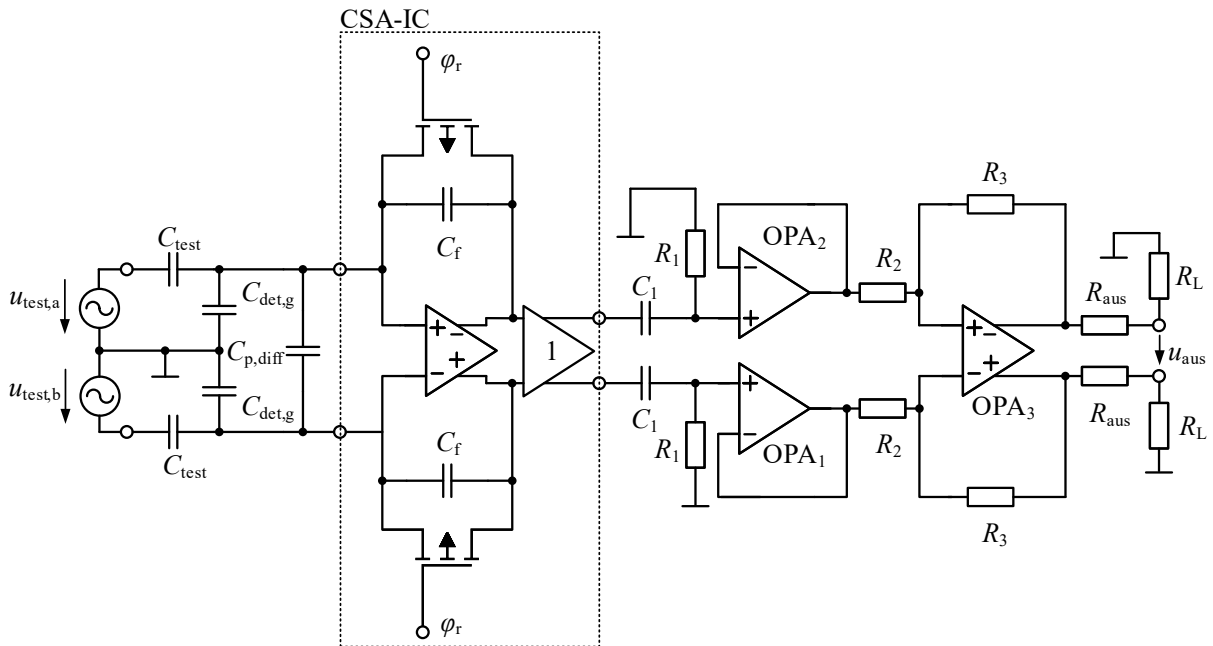 CSA-IC
φr
Cf
Ctest
utest,a
Cdet,g
Cp,diff
utest,b
Cdet,g
Ctest
+
−
−
+
1
Cf
φr
R1
C1
OPA2
−
+
R2
R3
+
−
−
+
OPA3
Raus
RL
uaus
Raus
RL
C1
R1
+
−
OPA1
R2
R3